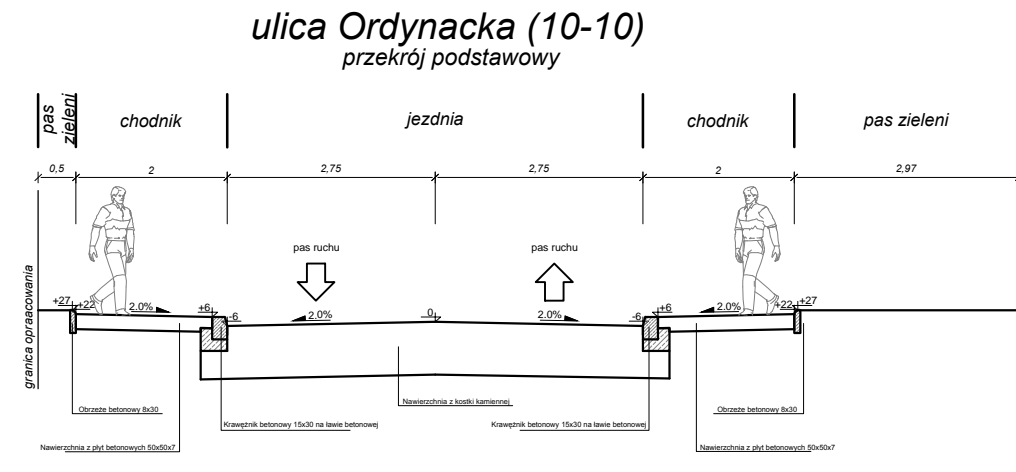 ulica Ordynacka (10-10)
przekrój podstawowy
pas zieleni
chodnik
jezdnia
chodnik
pas zieleni
0,5
2
2,75
2,75
2
2,97
pas ruchu
pas ruchu
granica opraacowania
+27
+22
2.0%
+6
-6
2.0%
0
2.0%
-6
+6
2.0%
+22
+27
Obrzeże betonowy 8x30
Nawierzchnia z kostki kamiennej
Obrzeże betonowy 8x30
Krawężnik betonowy 15x30 na ławie betonowej
Krawężnik betonowy 15x30 na ławie betonowej
Nawierzchnia z płyt betonowych 50x50x7
Nawierzchnia z płyt betonowych 50x50x7